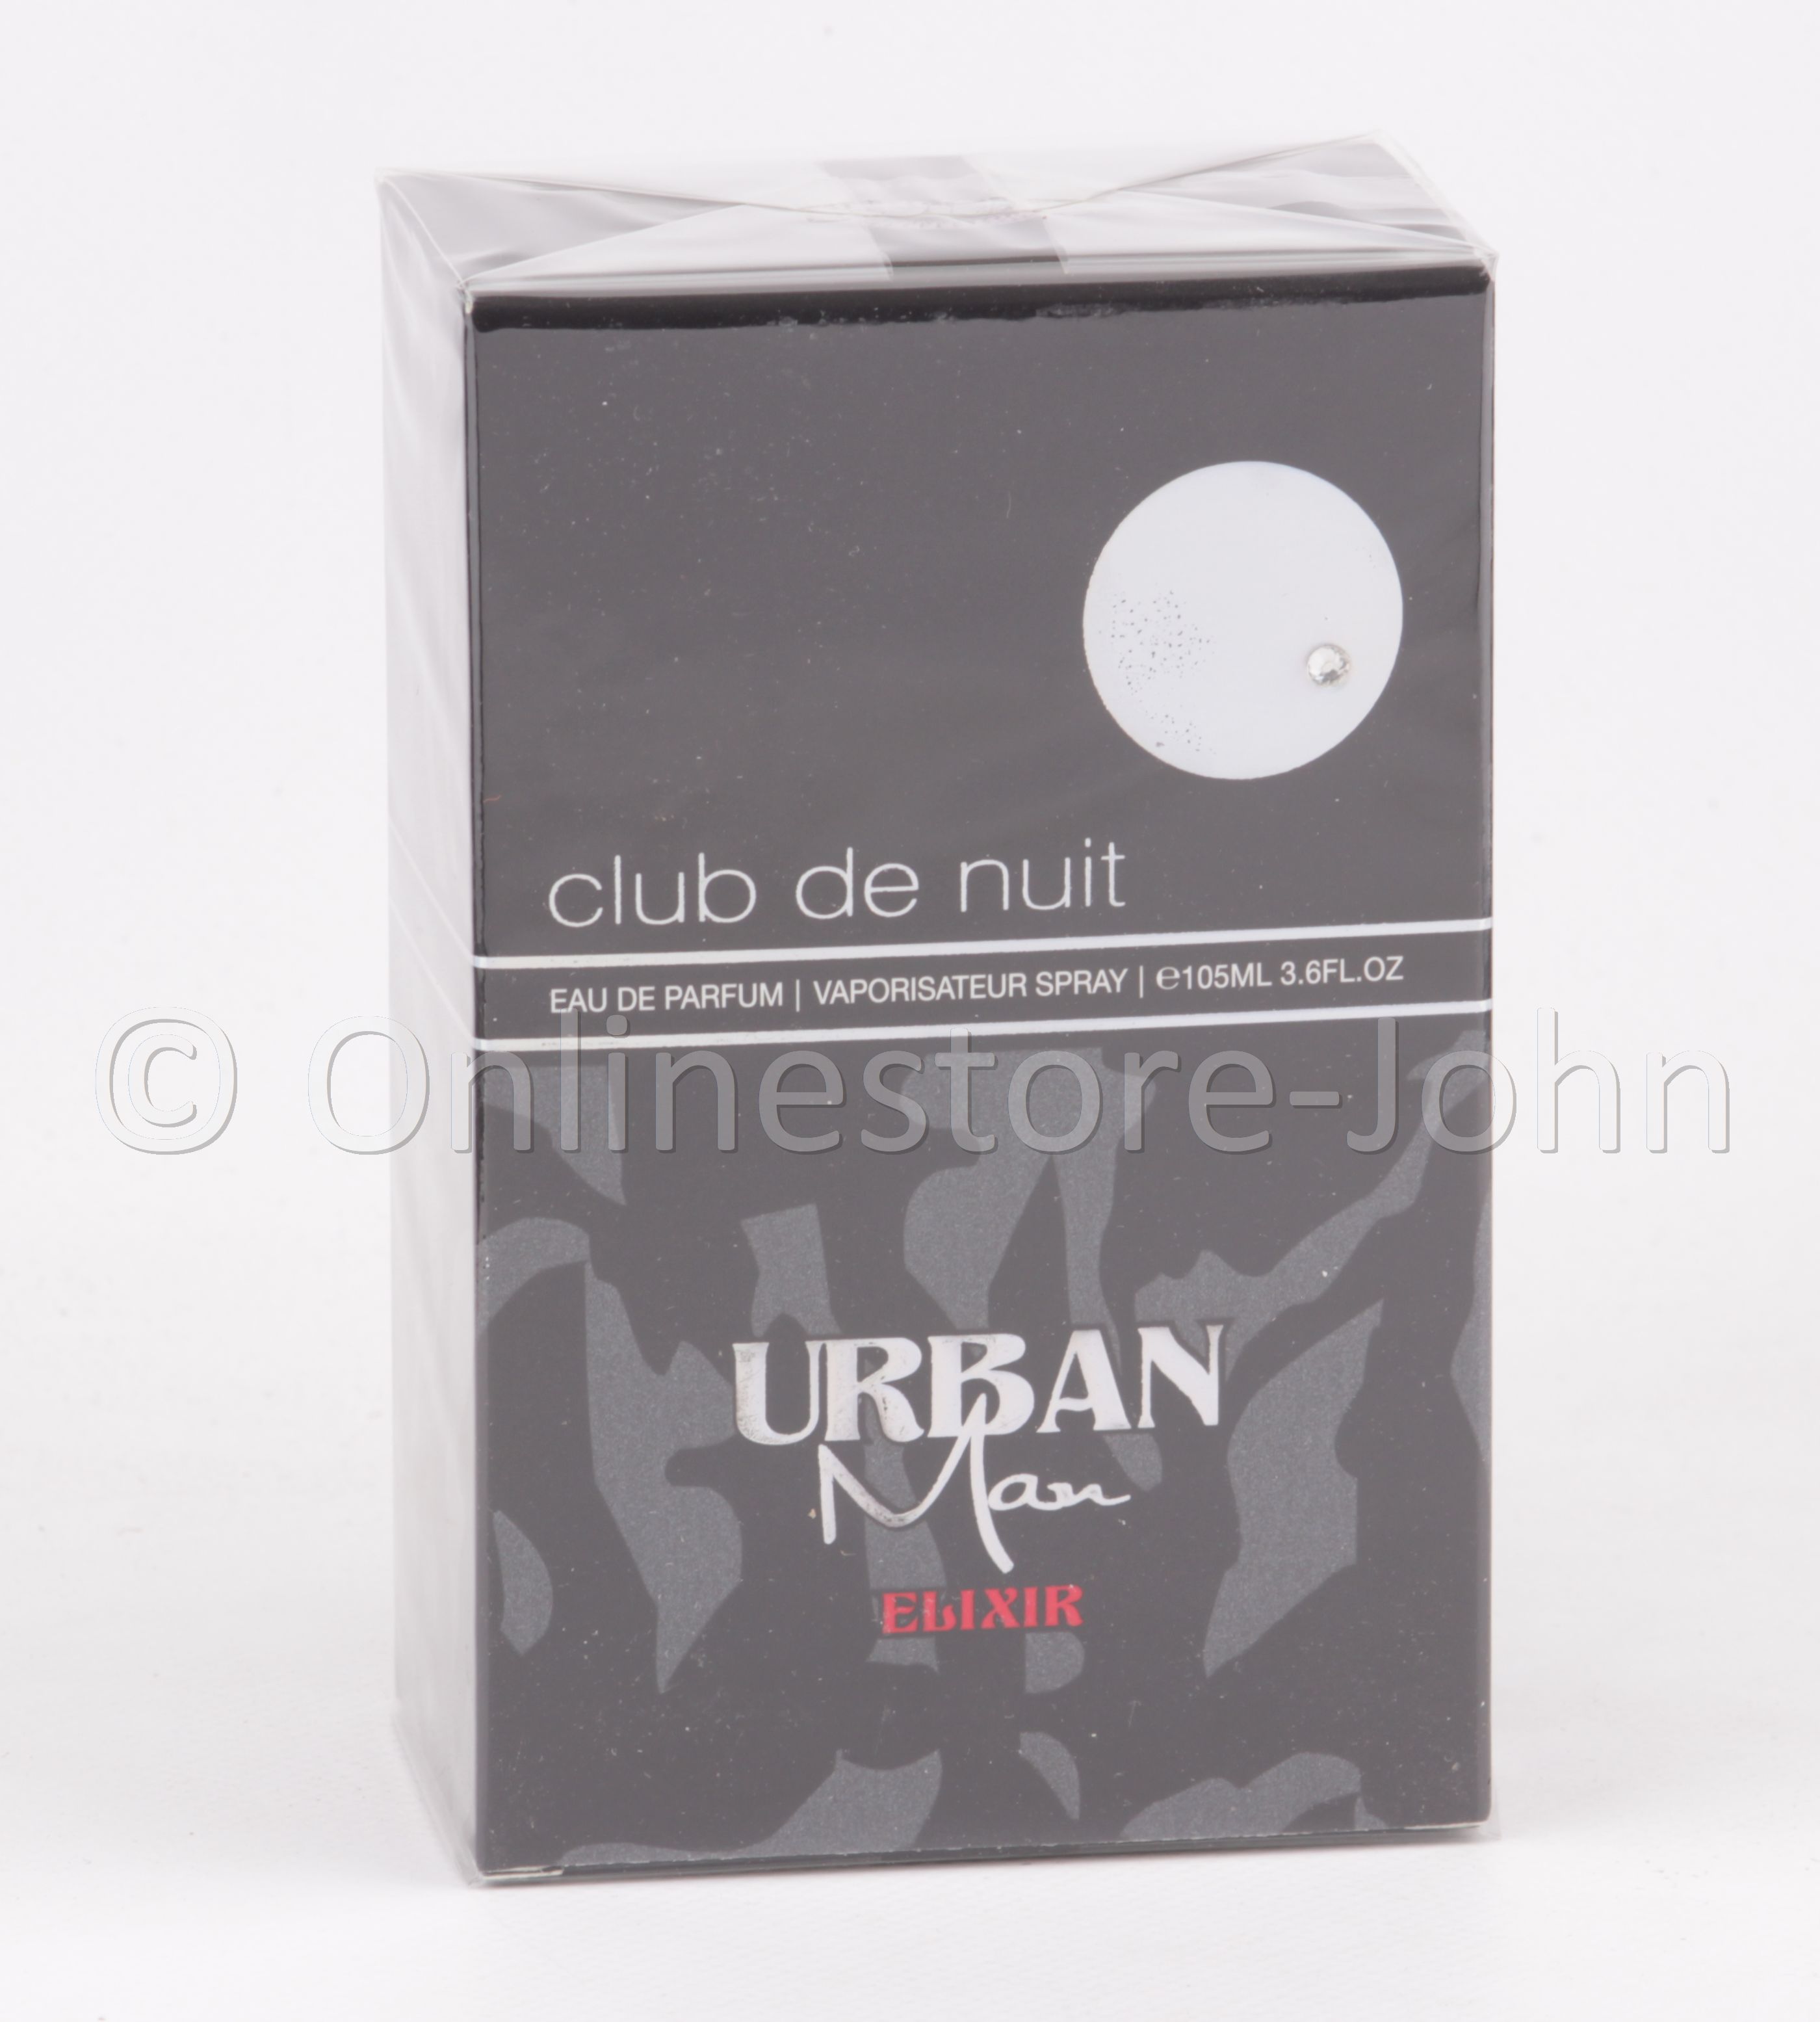 club de nuit
EAU DE PARFUM | VAPORISATEUR SPRAY | ℮105ML 3.6FL.OZ
© Onlinestore-John
URBAN
Man
ELIXIR